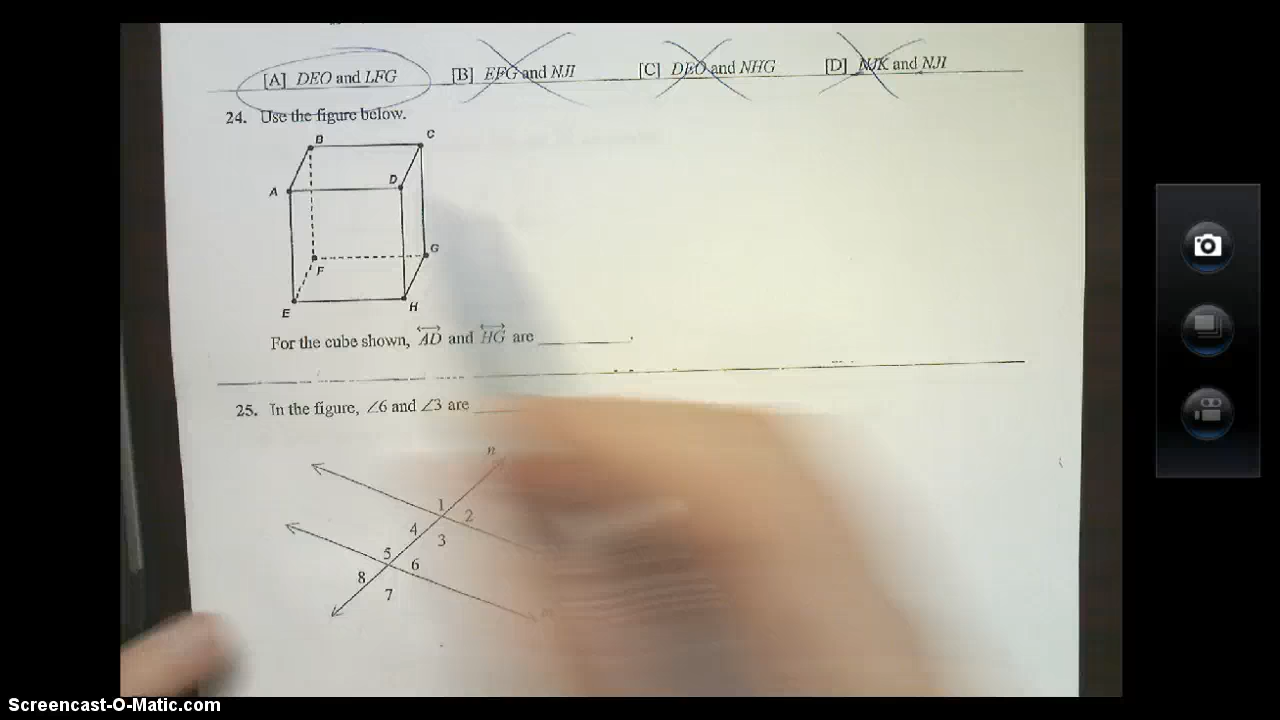 [A] DEO and LFG [B] EFG and NJI [C] DEO and NHG [D] NJK and NJI
24. Use the figure below.
B C
A D
F G
E H
For the cube shown, AD and HG are ________.
25. In the figure, ∠6 and ∠3 are
n
1
2
4
3
5
6
8
7
Screencast-O-Matic.com